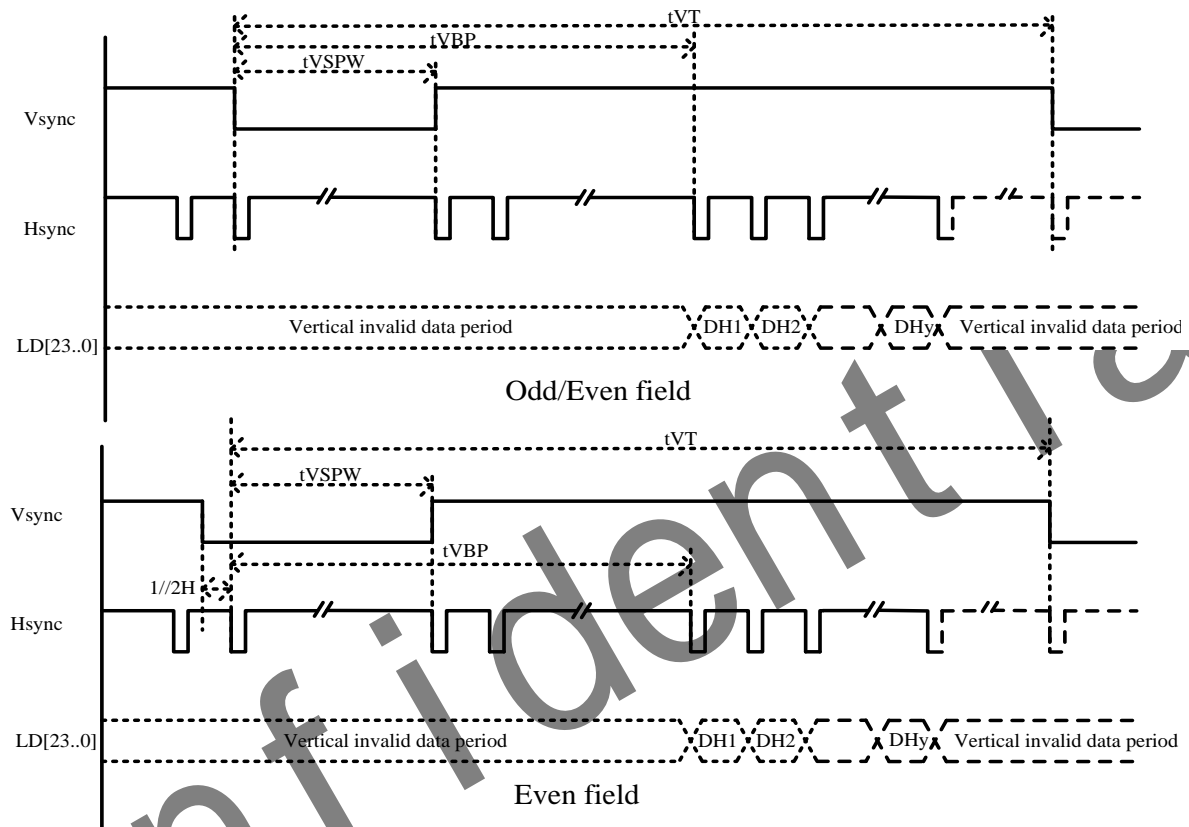 tVT
tVBP
tVSPW
Vsync
Hsync
LD[23..0]
Vertical invalid data period
DH1
DH2
DHy
Vertical invalid data period
Odd/Even field
tVT
tVSPW
Vsync
tVBP
1//2H
Hsync
LD[23..0]
Vertical invalid data period
DH1
DH2
DHy
Vertical invalid data period
Even field
nfidentia